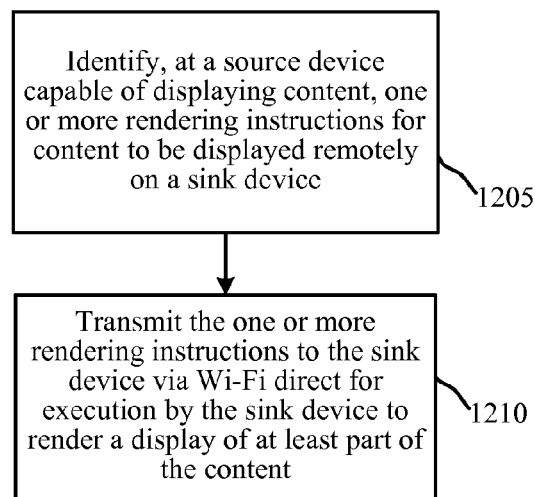 Identify, at a source device
capable of displaying content, one
or more rendering instructions for
content to be displayed remotely
on a sink device
1205
Transmit the one or more
rendering instructions to the sink
device via Wi-Fi direct for
execution by the sink device to
render a display of at least part of
the content
1210